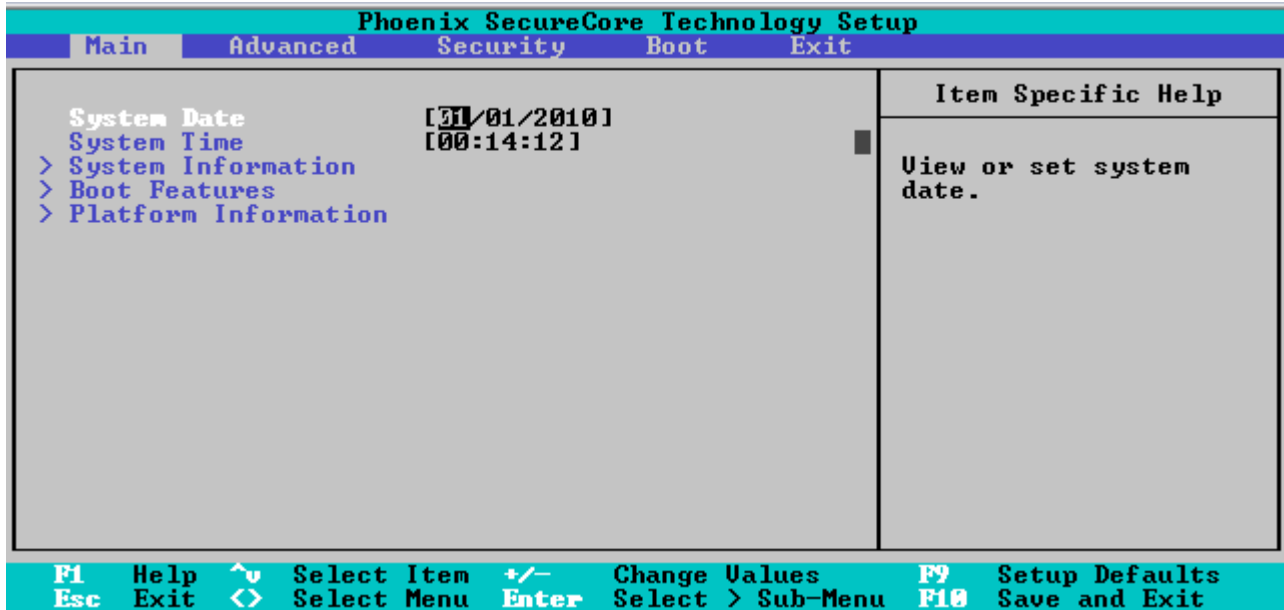 Phoenix SecureCore Technology Setup
Main Advanced Security Boot Exit
System Date [01/01/2010]
System Time [00:14:12]
> System Information
> Boot Features
> Platform Information
Item Specific Help
View or set system
date.
F1 Help ^v Select Item +/- Change Values F9 Setup Defaults
Esc Exit <> Select Menu Enter Select > Sub-Menu F10 Save and Exit